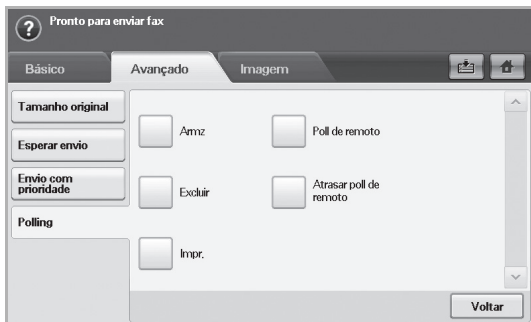 Pronto para enviar fax
Básico
Avançado
Imagem
Tamanho original
Esperar envio
Envio com
prioridade
Polling
Armz
Poll de remoto
Excluir
Atrasar poll de
remoto
Impr.
Voltar